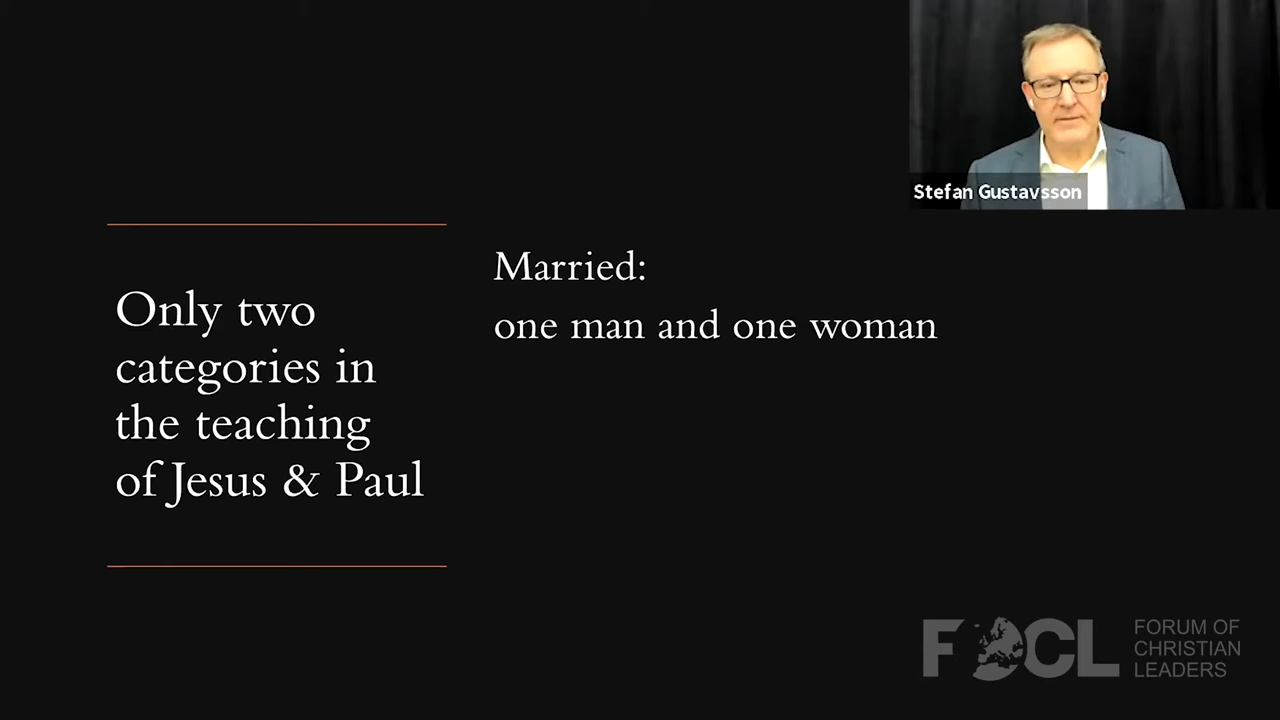 Stefan Gustavsson
Only two
categories in
the teaching
of Jesus & Paul
Married:
one man and one woman
FOCL
FORUM OF
CHRISTIAN
LEADERS